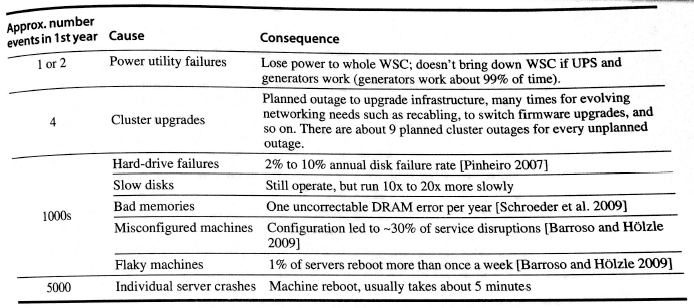 Approx. number
events in 1st year Cause Consequence
1 or 2 Power utility failures Lose power to whole WSC; doesn't bring down WSC if UPS and
generators work (generators work about 99% of time).
Planned outage to upgrade infrastructure, many times for evolving
networking needs such as recabling, to switch firmware upgrades, and
4 Cluster upgrades so on. There are about 9 planned cluster outages for every unplanned
outage.
Hard-drive failures 2% to 10% annual disk failure rate [Pinheiro 2007]
Slow disks Still operate, but run 10x to 20x more slowly
Bad memories One uncorrectable DRAM error per year [Schroeder et al. 2009]
1000s Misconfigured machines Configuration led to ~30% of service disruptions [Barroso and Hölzle
2009]
Flaky machines 1% of servers reboot more than once a week [Barroso and Hölzle 2009]
5000 Individual server crashes Machine reboot, usually takes about 5 minutes